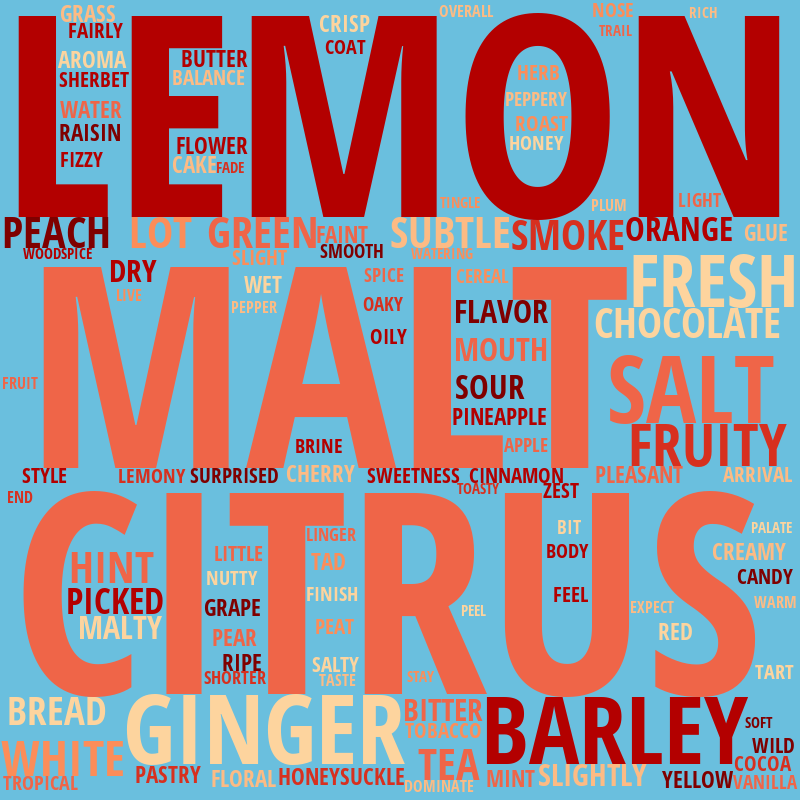 LEMON
GRASS
FAIRLY
AROMA
SHERBET
WATER
RAISIN
FIZZY
BUTTER
BALANCE
FLOWER
CAKE
FADE
CRISP
COAT
OVERALL
NOSE
TRAIL
RICH
HERB
PEPPERY
ROAST
HONEY
TINGLE
PLUM
LIGHT
PEACH
LOT
GREEN
FAINT
SUBTLE
SMOKE
ORANGE
GLUE
WOODSPICE
SLIGHT
SMOOTH
WATERING
MALT
DRY
LIVE
WET
PEPPER
SPICE
OAKY
OILY
CEREAL
FLAVOR
MOUTH
SOUR
PINEAPPLE
APPLE
FRESH
CHOCOLATE
SALT
FRUITY
FRUIT
BRINE
STYLE
LEMONY
SURPRISED
CHERRY
SWEETNESS
CINNAMON
PLEASANT
ARRIVAL
END
TOASTY
ZEST
CITRUS
HINT
PICKED
MALTY
LITTLE
NUTTY
GRAPE
PEAR
RIPE
SHORTER
LINGER
TAD
FINISH
PEAT
SALTY
TASTE
STAY
PEEL
BIT
BODY
FEEL
EXPECT
RED
PALATE
CREAMY
CANDY
WARM
TART
BREAD
GINGER
BITTER
TOBACCO
BARLEY
SOFT
WILD
WHITE
TROPICAL
PASTRY
FLORAL
HONEYSUCKLE
TEA
DOMINATE
MINT
SLIGHTLY
YELLOW
COCOA
VANILLA